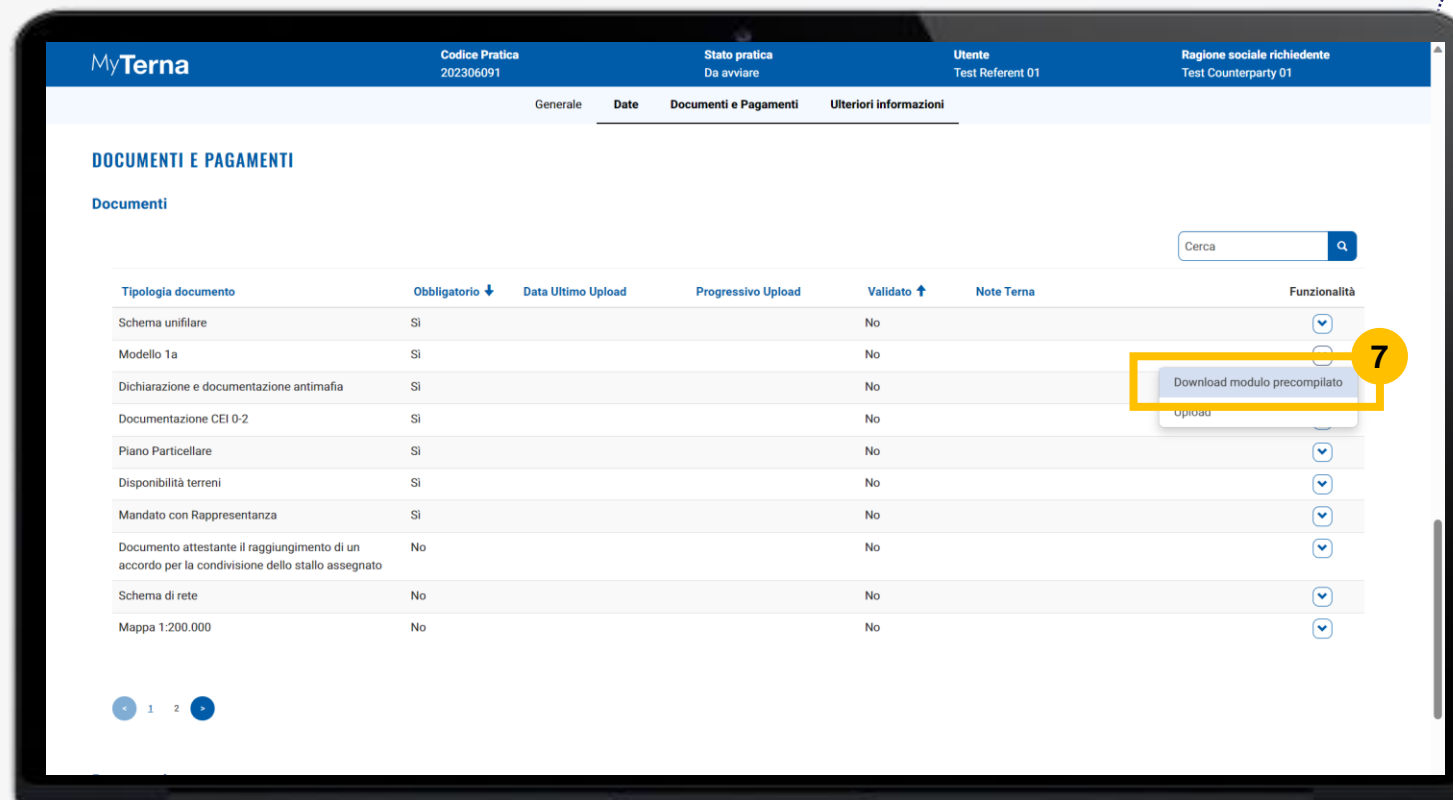 MyTerna
Codice Pratica
202306091
Stato pratica
Da avviare
Utente
Test Referent 01
Ragione sociale richiedente
Test Counterparty 01
Generale Date Documenti e Pagamenti Ulteriori informazioni
DOCUMENTI E PAGAMENTI
Documenti
Cerca
Tipologia documento Obbligatorio Data Ultimo Upload Progressivo Upload Validato Note Terna Funzionalità
Schema unifilare Sì No
Modello 1a Sì No
7
Dichiarazione e documentazione antimafia Sì No
Download modulo precompilato
Documentazione CEI 0-2 Sì No
Upload
Piano Particellare Sì No
Disponibilità terreni Sì No
Mandato con Rappresentanza Sì No
Documento attestante il raggiungimento di un No No
accordo per la condivisione dello stallo assegnato
Schema di rete No No
Mappa 1:200.000 No No
< 1 2 >